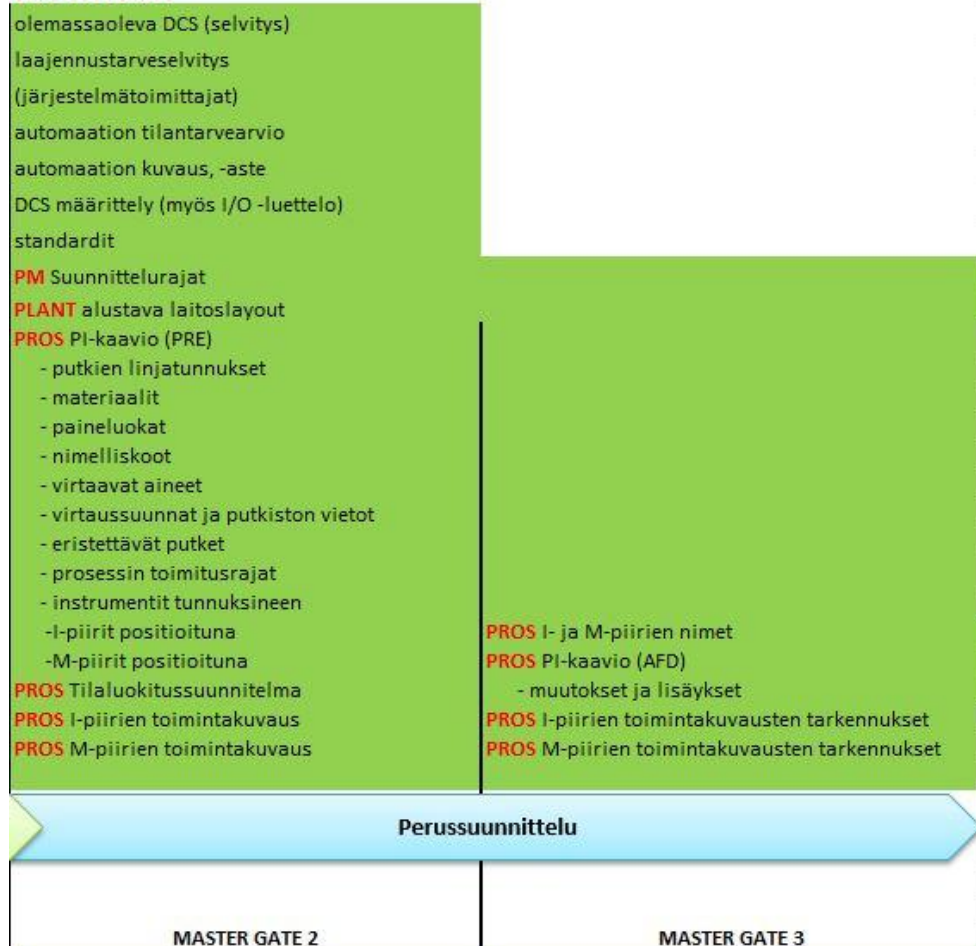 olemassaoleva DCS (selvitys)
laajennustarveselvitys
(järjestelmätoimittajat)
automaation tilantarvearvio
automaation kuvaus, -aste
DCS määrittely (myös I/O -luettelo)
standardit
PM Suunnittelurajat
PLANT alustava laitoslayout
PROS PI-kaavio (PRE)
- putkien linjatunnukset
- materiaalit
- paineluokat
- nimelliskoot
- virtaavat aineet
- virtaussuunnat ja putkiston vietot
- eristettävät putket
- prosessin toimitusrajat
- instrumentit tunnuksineen
-I-piirit positioituna
-M-piirit positioituna
PROS Tilaluokitussuunnitelma
PROS I-piirien toimintakuvaus
PROS M-piirien toimintakuvaus
PROS I- ja M-piirien nimet
PROS PI-kaavio (AFD)
- muutokset ja lisäykset
PROS I-piirien toimintakuvausten tarkennukset
PROS M-piirien toimintakuvausten tarkennukset
Perussuunnittelu
MASTER GATE 2
MASTER GATE 3